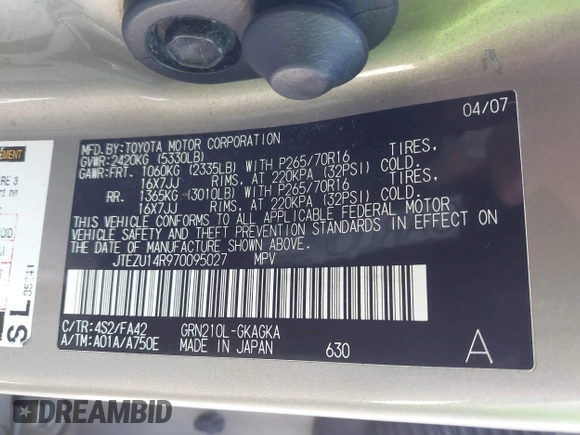 04/07
MFD.BY:TOYOTA MOTOR CORPORATION
GVWR:2420KG (5330LB)
GAWR:FRT. 1060KG (2335LB) WITH P265/70R16 TIRES,
16X7JJ RIMS, AT 220KPA (32PSI) COLD.
RR. 1365KG (3010LB) WITH P265/70R16 TIRES,
16X7JJ RIMS, AT 220KPA (32PSI) COLD.
THIS VEHICLE CONFORMS TO ALL APPLICABLE FEDERAL MOTOR
VEHICLE SAFETY AND THEFT PREVENTION STANDARDS IN EFFECT ON
THE DATE OF MANUFACTURE SHOWN ABOVE.
JTEZU14R970095027 MPV
C/TR:4S2/FA42 GRN210L-GKAGKA
A/TM:A01A/A750E MADE IN JAPAN 630 A
SL
DREAMBID